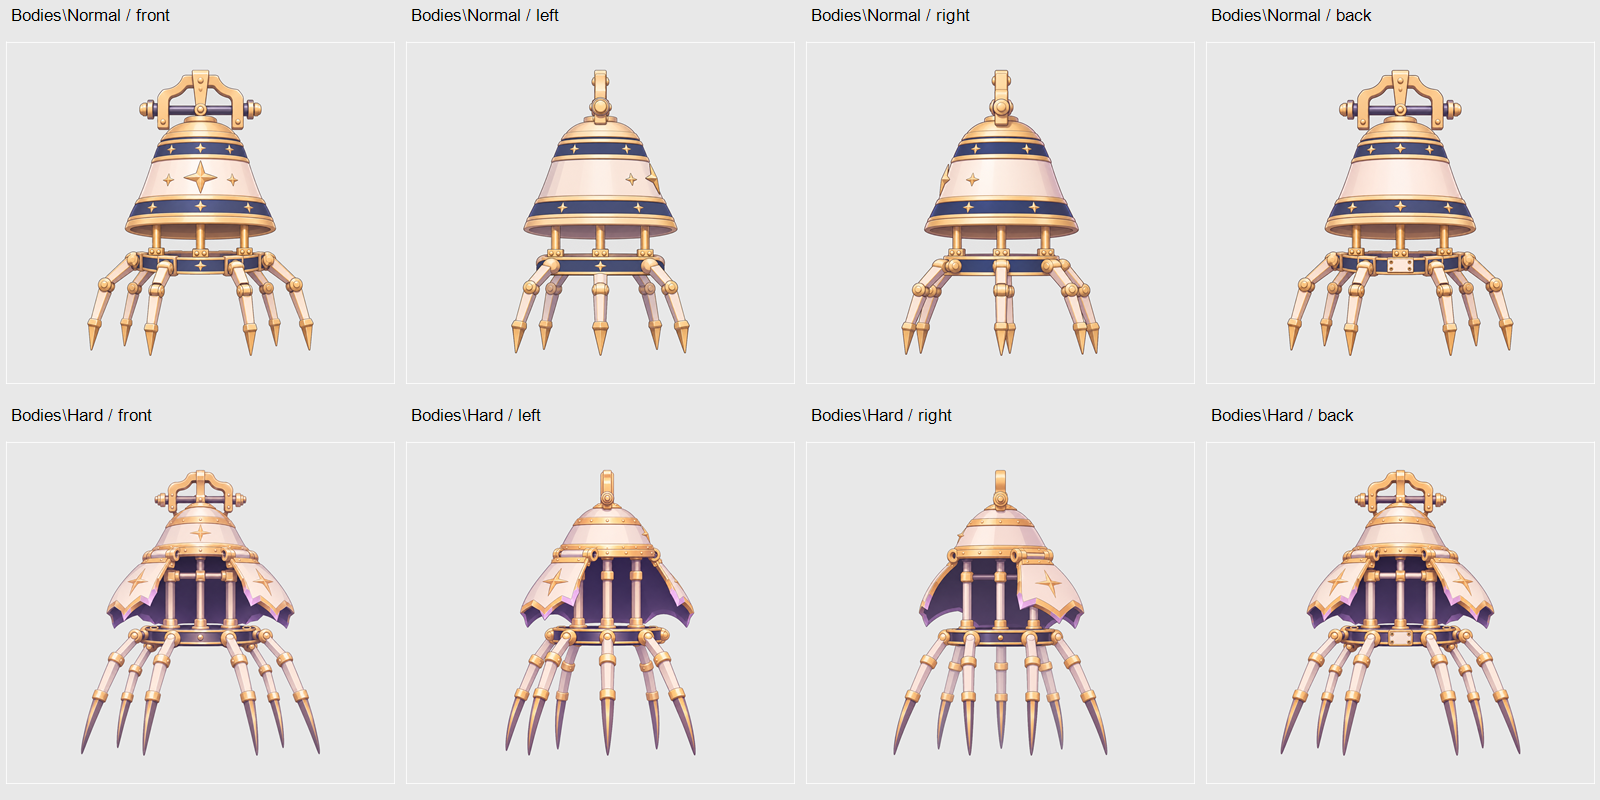 Bodies\Normal / front
Bodies\Normal / left
Bodies\Normal / right
Bodies\Normal / back
Bodies\Hard / front
Bodies\Hard / left
Bodies\Hard / right
Bodies\Hard / back